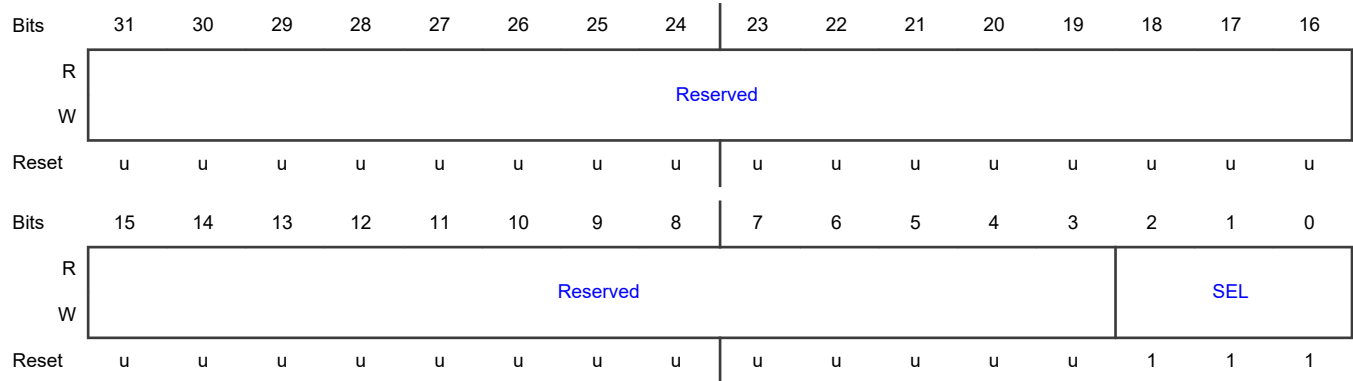 Bits 31 30 29 28 27 26 25 24 23 22 21 20 19 18 17 16
R
Reserved
W
Reset u u u u u u u u u u u u u u u u
Bits 15 14 13 12 11 10 9 8 7 6 5 4 3 2 1 0
R
Reserved SEL
W
Reset u u u u u u u u u u u u u 1 1 1